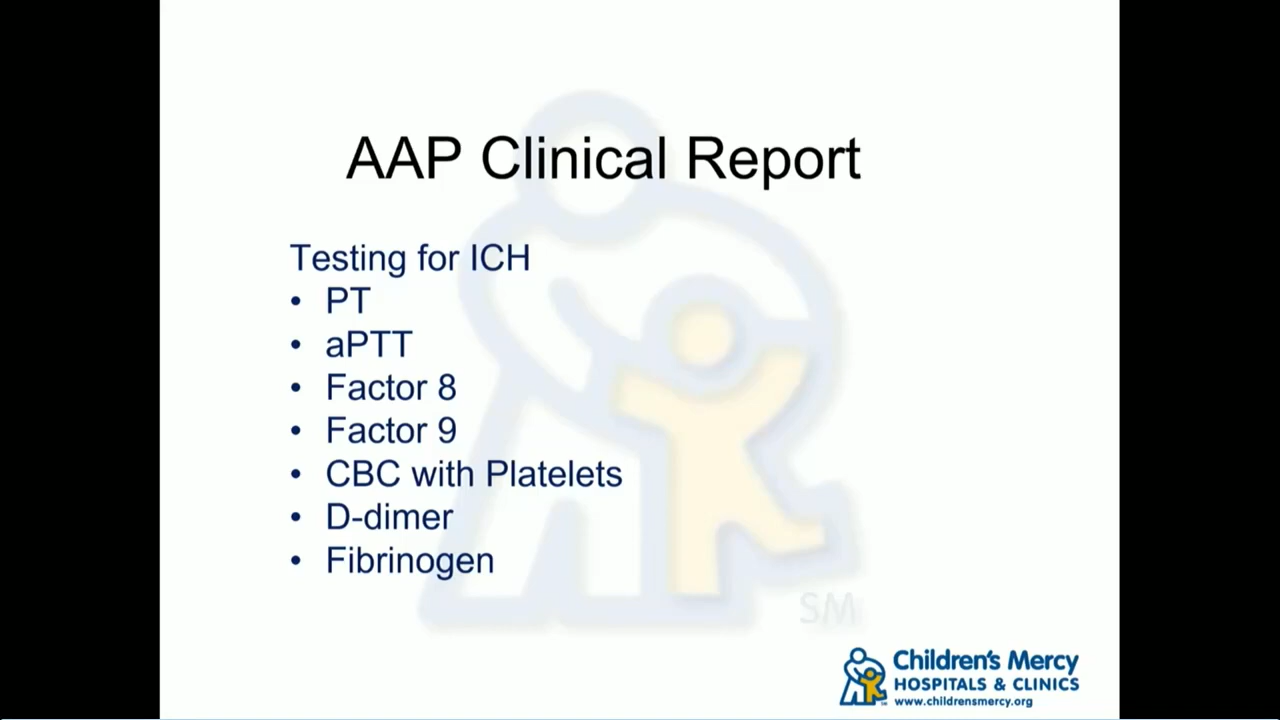 AAP Clinical Report
Testing for ICH
• PT
• aPTT
• Factor 8
• Factor 9
• CBC with Platelets
• D-dimer
• Fibrinogen
SM
Children's Mercy
HOSPITALS & CLINICS
www.childrensmercy.org